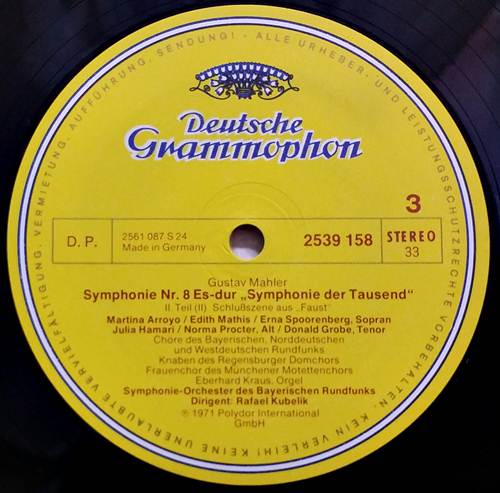 KEIN VERLEIH! KEINE UNERLAUBTE VERVIELFÄLTIGUNG, VERMIETUNG, AUFFÜHRUNG, SENDUNG! - ALLE URHEBER- UND LEISTUNGSSCHUTZRECHTE VORBEHALTEN.
Deutsche
Grammophon
3
D. P.
2561 087 S 24
Made in Germany
2539 158
STEREO
33
Gustav Mahler
Symphonie Nr. 8 Es-dur „Symphonie der Tausend"
II. Teil (II) Schlußszene aus „Faust"
Martina Arroyo / Edith Mathis / Erna Spoorenberg, Sopran
Julia Hamari / Norma Procter, Alt / Donald Grobe, Tenor
Chöre des Bayerischen, Norddeutschen
und Westdeutschen Rundfunks
Knaben des Regensburger Domchors
Frauenchor des Münchener Motettenchors
Eberhard Kraus, Orgel
Symphonie-Orchester des Bayerischen Rundfunks
Dirigent: Rafael Kubelik
℗ 1971 Polydor International
GmbH